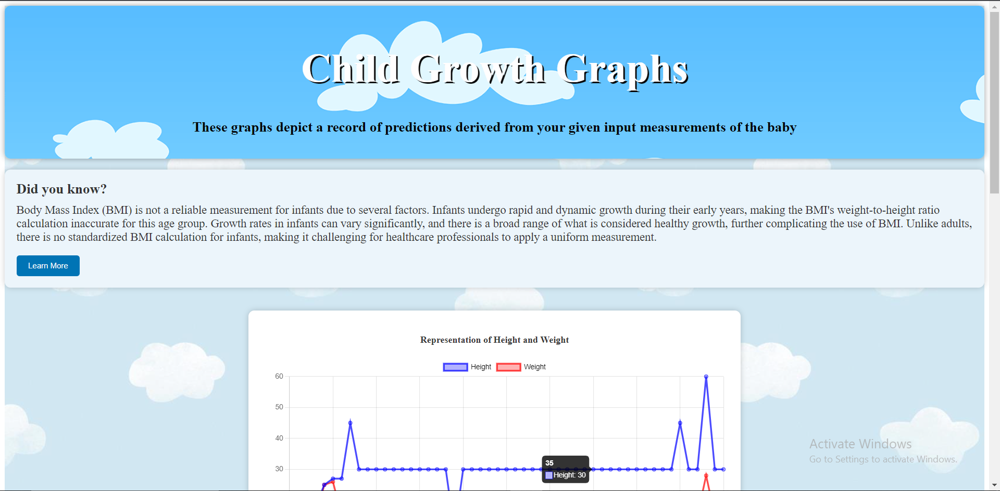 Child Growth Graphs
These graphs depict a record of predictions derived from your given input measurements of the baby
Did you know?
Body Mass Index (BMI) is not a reliable measurement for infants due to several factors. Infants undergo rapid and dynamic growth during their early years, making the BMI's weight-to-height ratio
calculation inaccurate for this age group. Growth rates in infants can vary significantly, and there is a broad range of what is considered healthy growth, further complicating the use of BMI. Unlike adults,
there is no standardized BMI calculation for infants, making it challenging for healthcare professionals to apply a uniform measurement.
Learn More
Representation of Height and Weight
Height Weight
60
50
40
30
35
Height: 30
Activate Windows
Go to Settings to activate Windows.